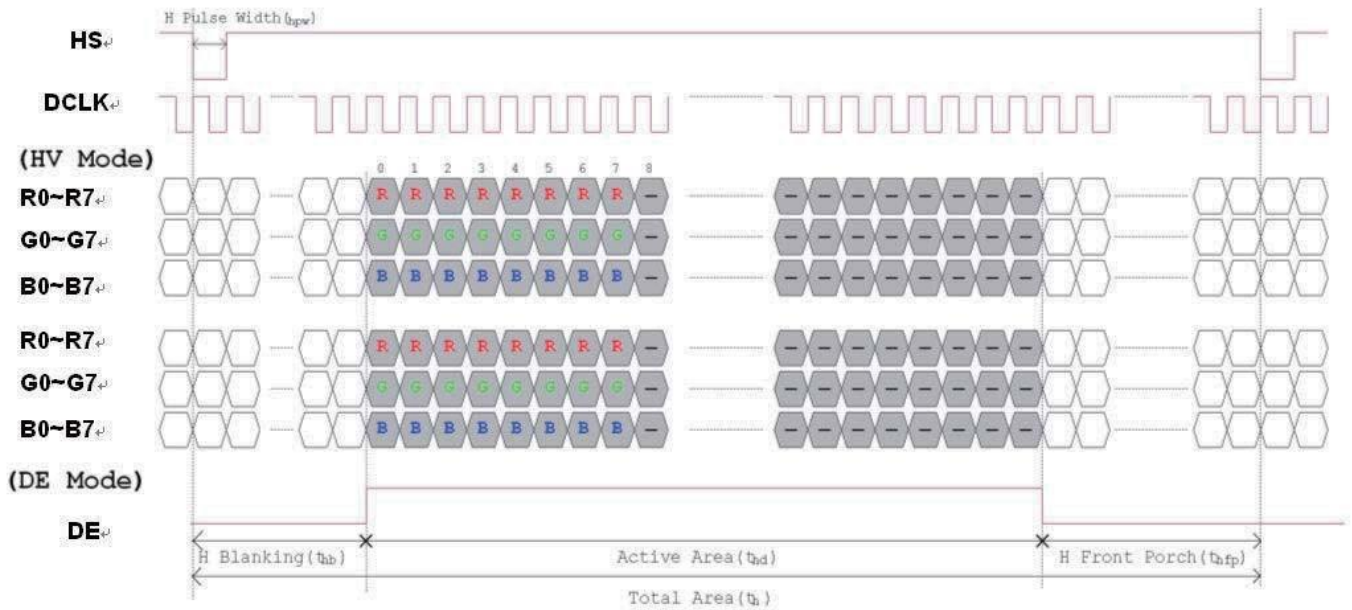 H Pulse Width(thpw)
HS↵
DCLK↵
(HV Mode)
0 1 2 3 4 5 6 7 8
R0~R7↵ R R R R R R R R – – – – – – – – –
G0~G7↵ G G G G G G G G – – – – – – – – –
B0~B7↵ B B B B B B B B – – – – – – – – –
R0~R7↵ R R R R R R R R – – – – – – – – –
G0~G7↵ G G G G G G G G – – – – – – – – –
B0~B7↵ B B B B B B B B – – – – – – – – –
(DE Mode)
DE↵
H Blanking(thb) Active Area(thd) H Front Porch(thfp)
Total Area(th)